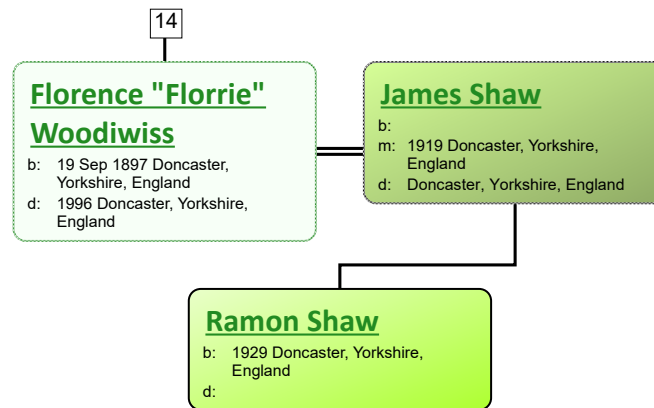 14
Florence "Florrie"
Woodiwiss
b: 19 Sep 1897 Doncaster,
Yorkshire, England
d: 1996 Doncaster, Yorkshire,
England
James Shaw
b:
m: 1919 Doncaster, Yorkshire,
England
d: Doncaster, Yorkshire, England
Ramon Shaw
b: 1929 Doncaster, Yorkshire,
England
d: